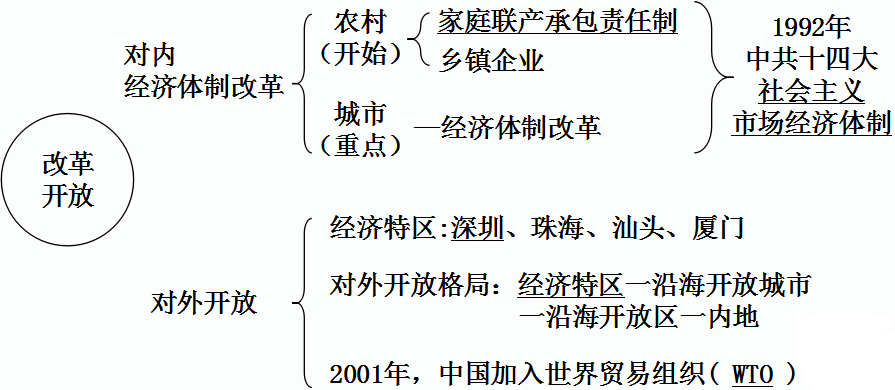 改革
开放
对内
经济体制改革
农村
（开始）
家庭联产承包责任制
乡镇企业
城市
（重点）
—经济体制改革
1992年
中共十四大
社会主义
市场经济体制
对外开放
经济特区:深圳、珠海、汕头、厦门
对外开放格局：经济特区—沿海开放城市
—沿海开放区—内地
2001年，中国加入世界贸易组织( WTO )